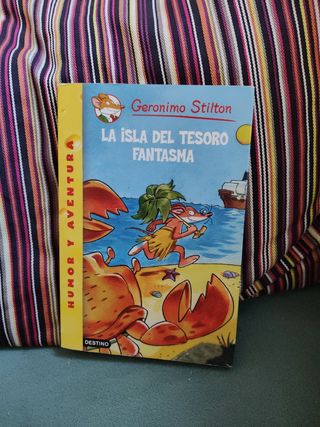 Geronimo Stilton
LA ISLA DEL TESORO
FANTASMA
HUMOR Y AVENTURA
DESTINO